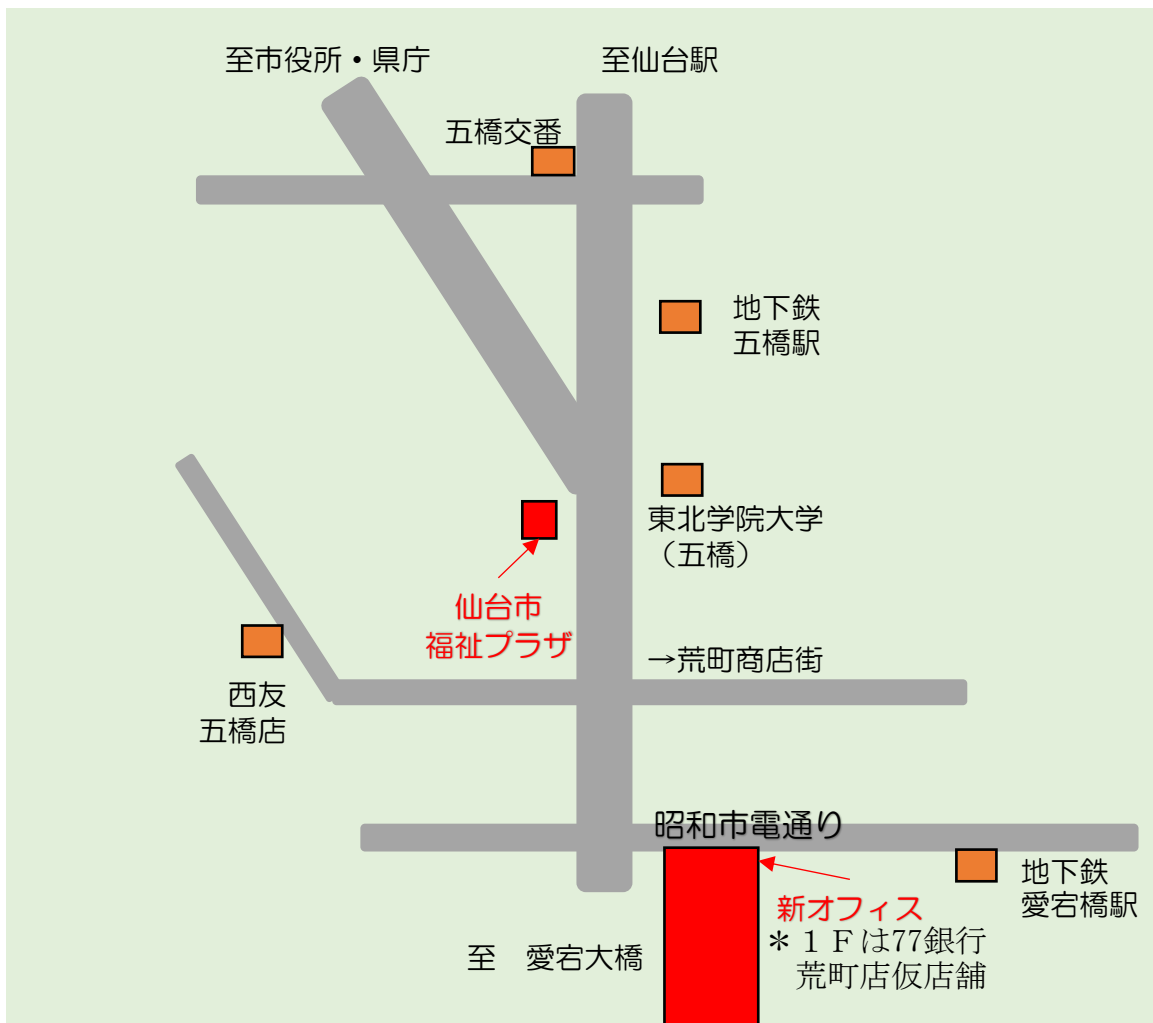 至市役所・県庁
至仙台駅
五橋交番
地下鉄
五橋駅
東北学院大学
（五橋）
仙台市
福祉プラザ
→荒町商店街
西友
五橋店
昭和市電通り
地下鉄
愛宕橋駅
新オフィス
＊１Ｆは77銀行
荒町店仮店舗
至　愛宕大橋